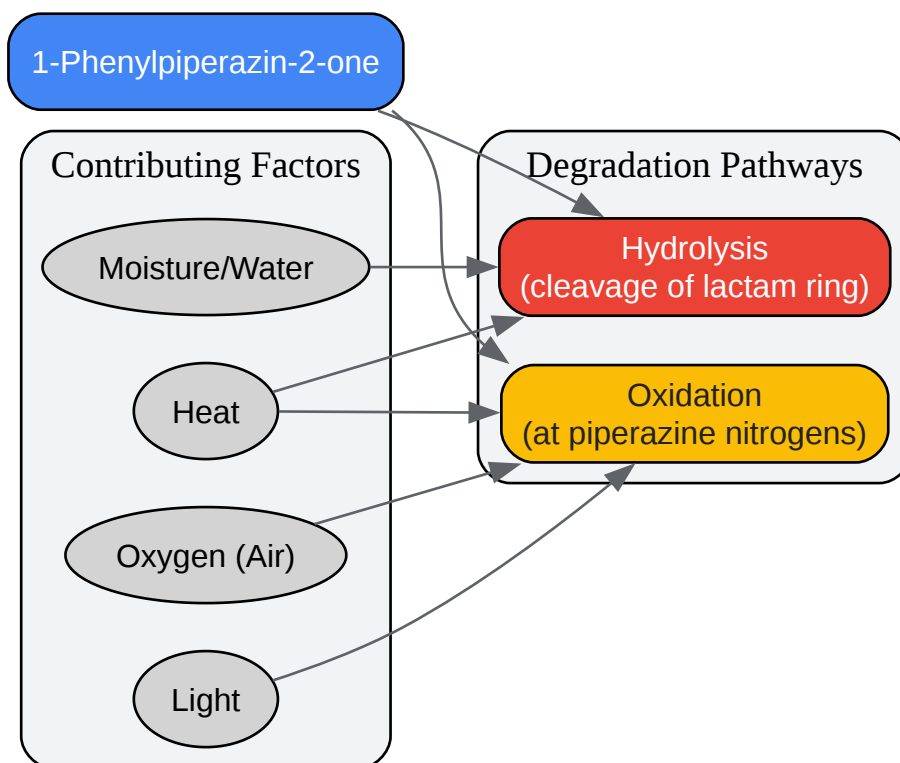 1-Phenylpiperazin-2-one
Contributing Factors
Moisture/Water
Heat
Oxygen (Air)
Light
Degradation Pathways
Hydrolysis
(cleavage of lactam ring)
Oxidation
(at piperazine nitrogens)